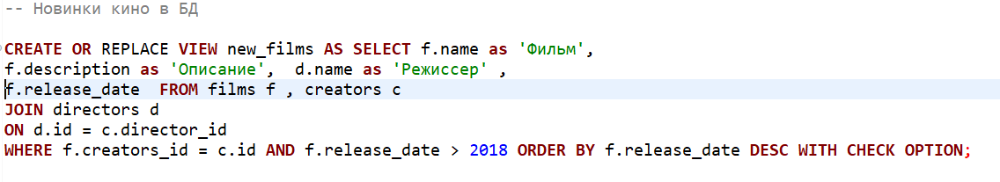 -- Новинки кино в БД
CREATE OR REPLACE VIEW new_films AS SELECT f.name as 'Фильм',
f.description as 'Описание',  d.name as 'Режиссер' ,
f.release_date  FROM films f , creators c
JOIN directors d
ON d.id = c.director_id
WHERE f.creators_id = c.id AND f.release_date > 2018 ORDER BY f.release_date DESC WITH CHECK OPTION;